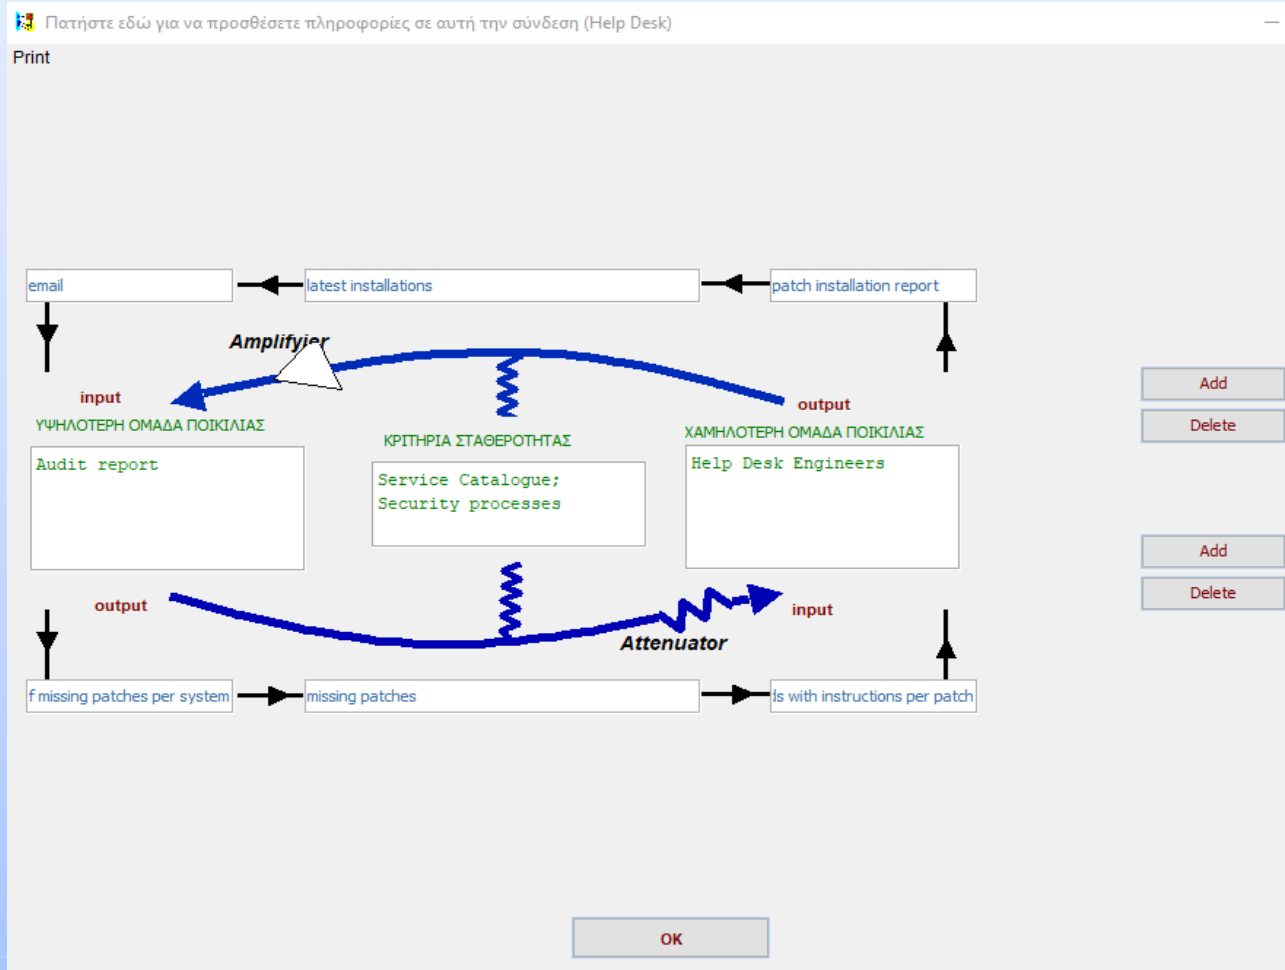 Πατήστε εδώ για να προσθέσετε πληροφορίες σε αυτή την σύνδεση (Help Desk)
Print
email
latest installations
patch installation report
Amplifyier
input
output
ΥΨΗΛΟΤΕΡΗ ΟΜΑΔΑ ΠΟΙΚΙΛΙΑΣ
ΚΡΙΤΗΡΙΑ ΣΤΑΘΕΡΟΤΗΤΑΣ
ΧΑΜΗΛΟΤΕΡΗ ΟΜΑΔΑ ΠΟΙΚΙΛΙΑΣ
Audit report
Service Catalogue;
Security processes
Help Desk Engineers
Add
Delete
Add
Delete
output
input
Attenuator
f missing patches per system
missing patches
with instructions per patch
OK